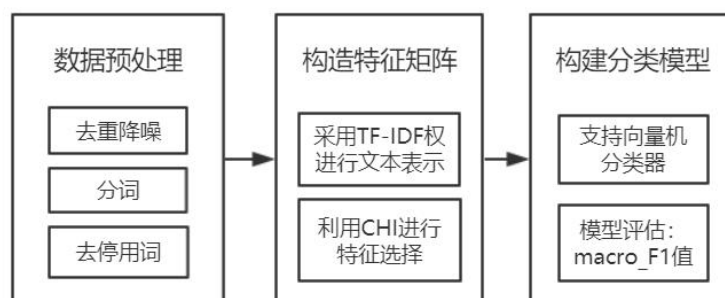 数据预处理
去重降噪
分词
去停用词
构造特征矩阵
采用TF-IDF权
进行文本表示
利用CHI进行
特征选择
构建分类模型
支持向量机
分类器
模型评估：
macro_F1值